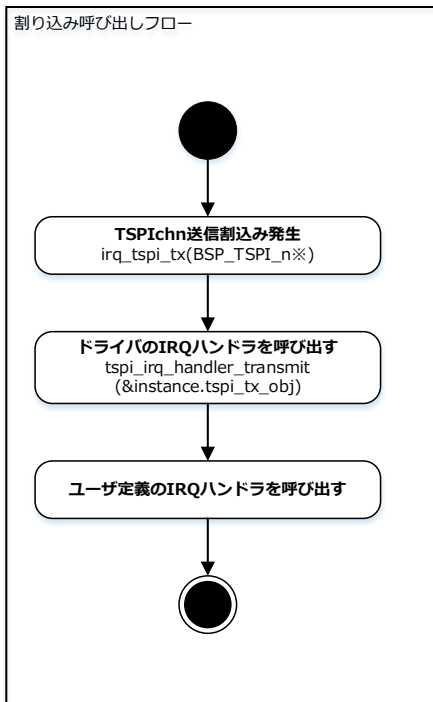 割り込み呼び出しフロー
TSPIchn送信割込み発生
irq_tspi_tx(BSP_TSPI_n※)
ドライバのIRQハンドラを呼び出す
tspi_irq_handler_transmit
(&instance.tspi_tx_obj)
ユーザ定義のIRQハンドラを呼び出す